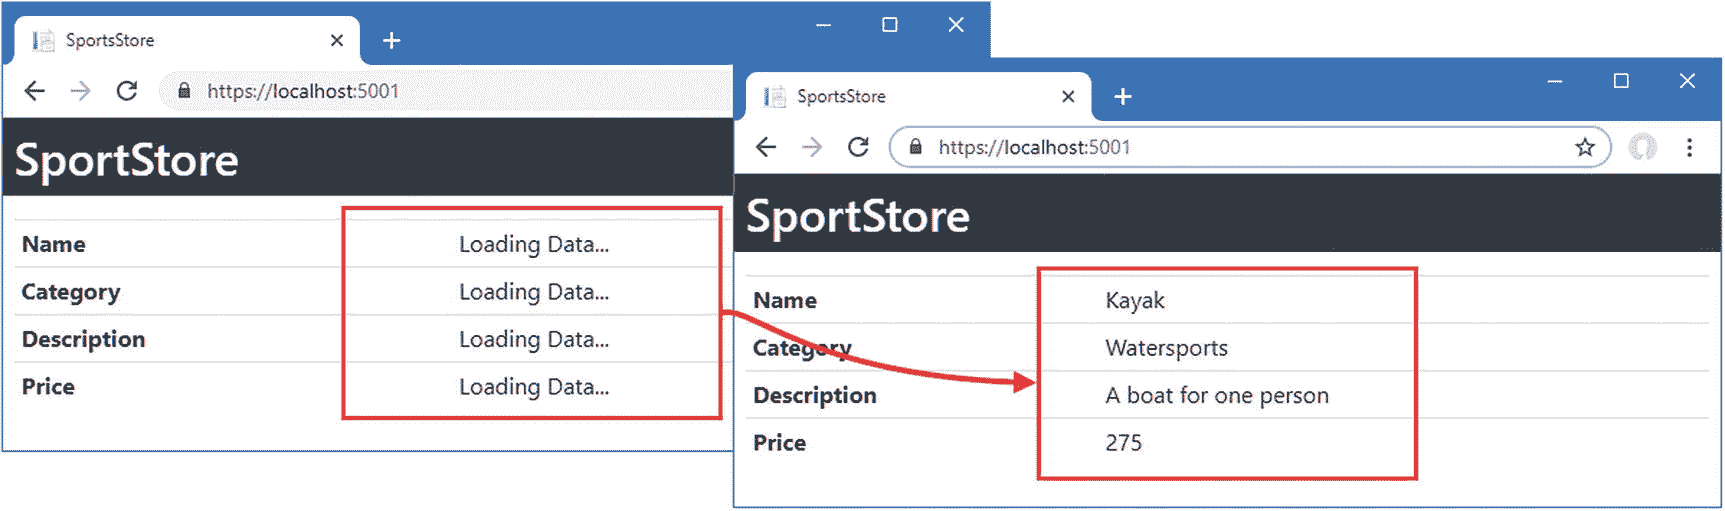 SportsStore
https://localhost:5001
SportStore
Name Loading Data...
Category Loading Data...
Description Loading Data...
Price Loading Data...
SportsStore
https://localhost:5001
SportStore
Name Kayak
Category Watersports
Description A boat for one person
Price 275